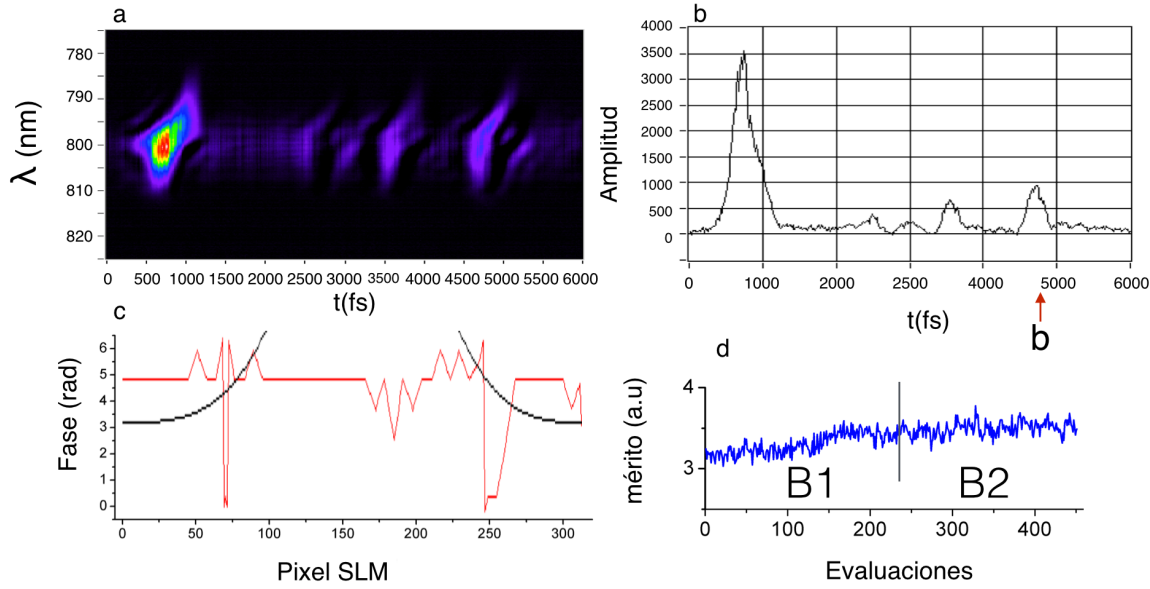 a
λ (nm)
780
790
800
810
820
0 500 1000 1500 2000 2500 3000 3500 4000 4500 5000 5500 6000
t(fs)
b
Amplitud
4000
3500
3000
2500
2000
1500
1000
500
0
0 1000 2000 2500 4000 5000 6000
t(fs)
b
c
Fase (rad)
6
5
4
3
2
1
0
0 50 100 150 200 250 300
Pixel SLM
d
mérito (a.u)
4
3
B1 B2
0 100 200 300 400
Evaluaciones